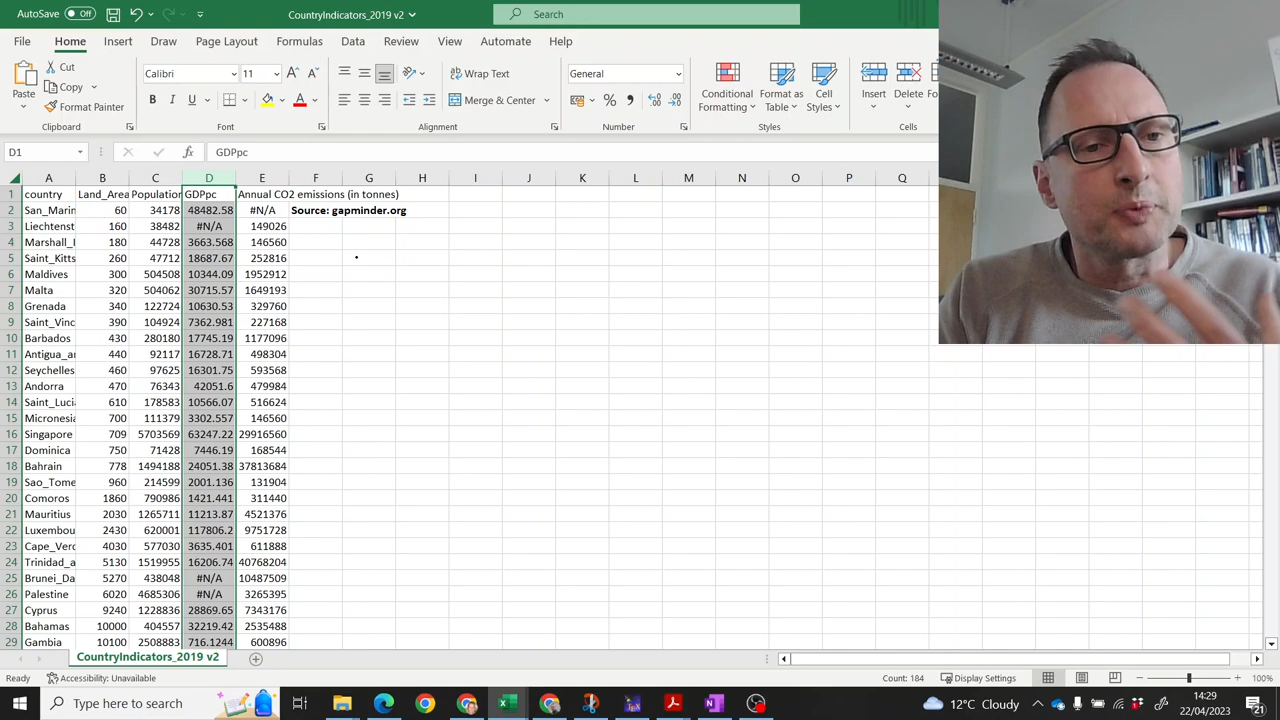 AutoSave Off CountryIndicators_2019 v2 Search
File Home Insert Draw Page Layout Formulas Data Review View Automate Help
Paste Cut Copy Format Painter Calibri 11 Wrap Text Merge & Center General Conditional Formatting Format as Table Cell Styles Insert Delete
Clipboard Font Alignment Number Styles Cells
D1 fx GDPpc
A B C D E F G H I J K L M N O P Q
1 country Land_Area Population GDPpc Annual CO2 emissions (in tonnes)
2 San_Marin 60 34178 48482.58 #N/A Source: gapminder.org
3 Liechtenst 160 38482 #N/A 149026
4 Marshall_I 180 44728 3663.568 146560
5 Saint_Kitts 260 47712 18687.67 252816
6 Maldives 300 504508 10344.09 1952912
7 Malta 320 504062 30715.57 1649193
8 Grenada 340 122724 10630.53 329760
9 Saint_Vinc 390 104924 7362.981 227168
10 Barbados 430 280180 17745.19 1177096
11 Antigua_ar 440 92117 16728.71 498304
12 Seychelles 460 97625 16301.75 593568
13 Andorra 470 76343 42051.6 479984
14 Saint_Luci 610 178583 10566.07 516624
15 Micronesia 700 111379 3302.557 146560
16 Singapore 709 5703569 63247.22 29916560
17 Dominica 750 71428 7446.19 168544
18 Bahrain 778 1494188 24051.38 37813684
19 Sao_Tome 960 214599 2001.136 131904
20 Comoros 1860 790986 1421.441 311440
21 Mauritius 2030 1265711 11213.87 4521376
22 Luxembou 2430 620001 117806.2 9751728
23 Cape_Verd 4030 577030 3635.401 611888
24 Trinidad_a 5130 1519955 16206.74 40768204
25 Brunei_Da 5270 438048 #N/A 10487509
26 Palestine 6020 4685306 #N/A 3265395
27 Cyprus 9240 1228836 28869.65 7343176
28 Bahamas 10000 404557 32219.42 2535488
29 Gambia 10100 2508883 716.1244 600896
CountryIndicators_2019 v2
Ready Accessibility: Unavailable Count: 184 Display Settings 100%
Type here to search 12°C Cloudy 14:29
22/04/2023 21